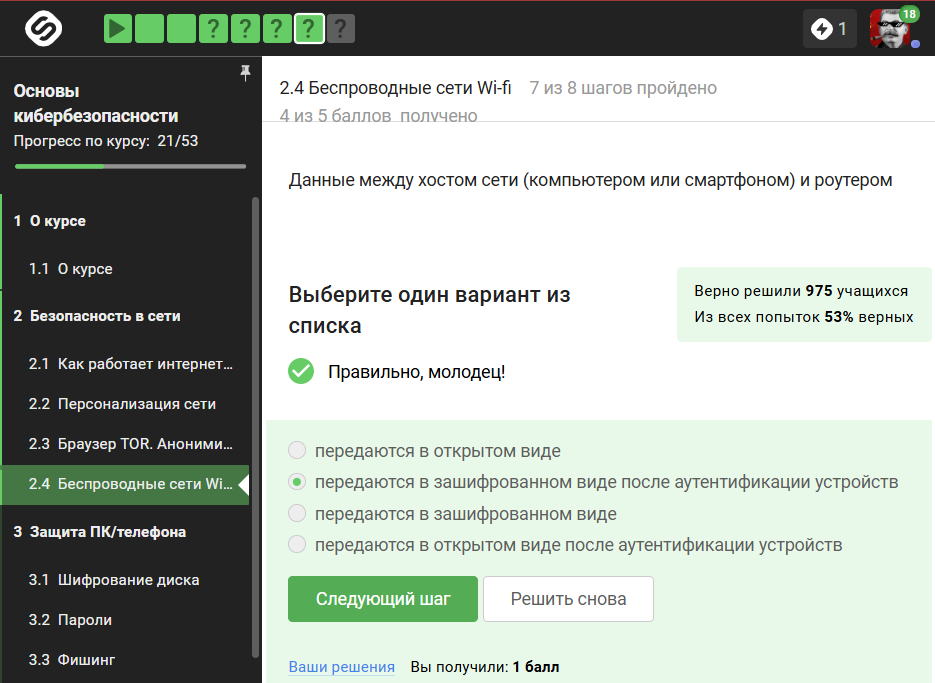 ? ? ? ? ?
1
18
Основы
кибербезопасности
Прогресс по курсу: 21/53
1 О курсе
1.1 О курсе
2 Безопасность в сети
2.1 Как работает интернет...
2.2 Персонализация сети
2.3 Браузер TOR. Аноними...
2.4 Беспроводные сети Wi...
3 Защита ПК/телефона
3.1 Шифрование диска
3.2 Пароли
3.3 Фишинг
2.4 Беспроводные сети Wi-fi 7 из 8 шагов пройдено
4 из 5 баллов получено
Данные между хостом сети (компьютером или смартфоном) и роутером
Выберите один вариант из
списка
Верно решили 975 учащихся
Из всех попыток 53% верных
Правильно, молодец!
передаются в открытом виде
передаются в зашифрованном виде после аутентификации устройств
передаются в зашифрованном виде
передаются в открытом виде после аутентификации устройств
Следующий шаг
Решить снова
Ваши решения Вы получили: 1 балл